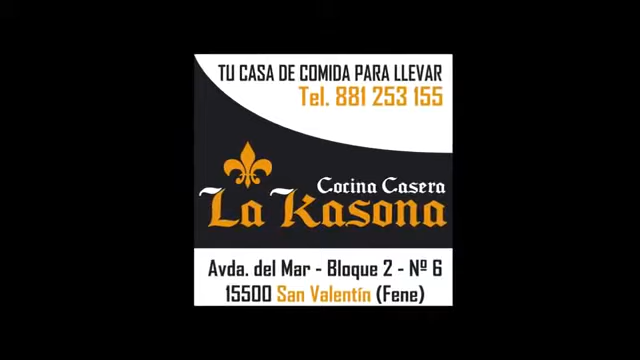 TU CASA DE COMIDA PARA LLEVAR
Tel. 881 253 155
Cocina Casera
La Kasona
Avda. del Mar - Bloque 2 - Nº 6
15500 San Valentín (Fene)